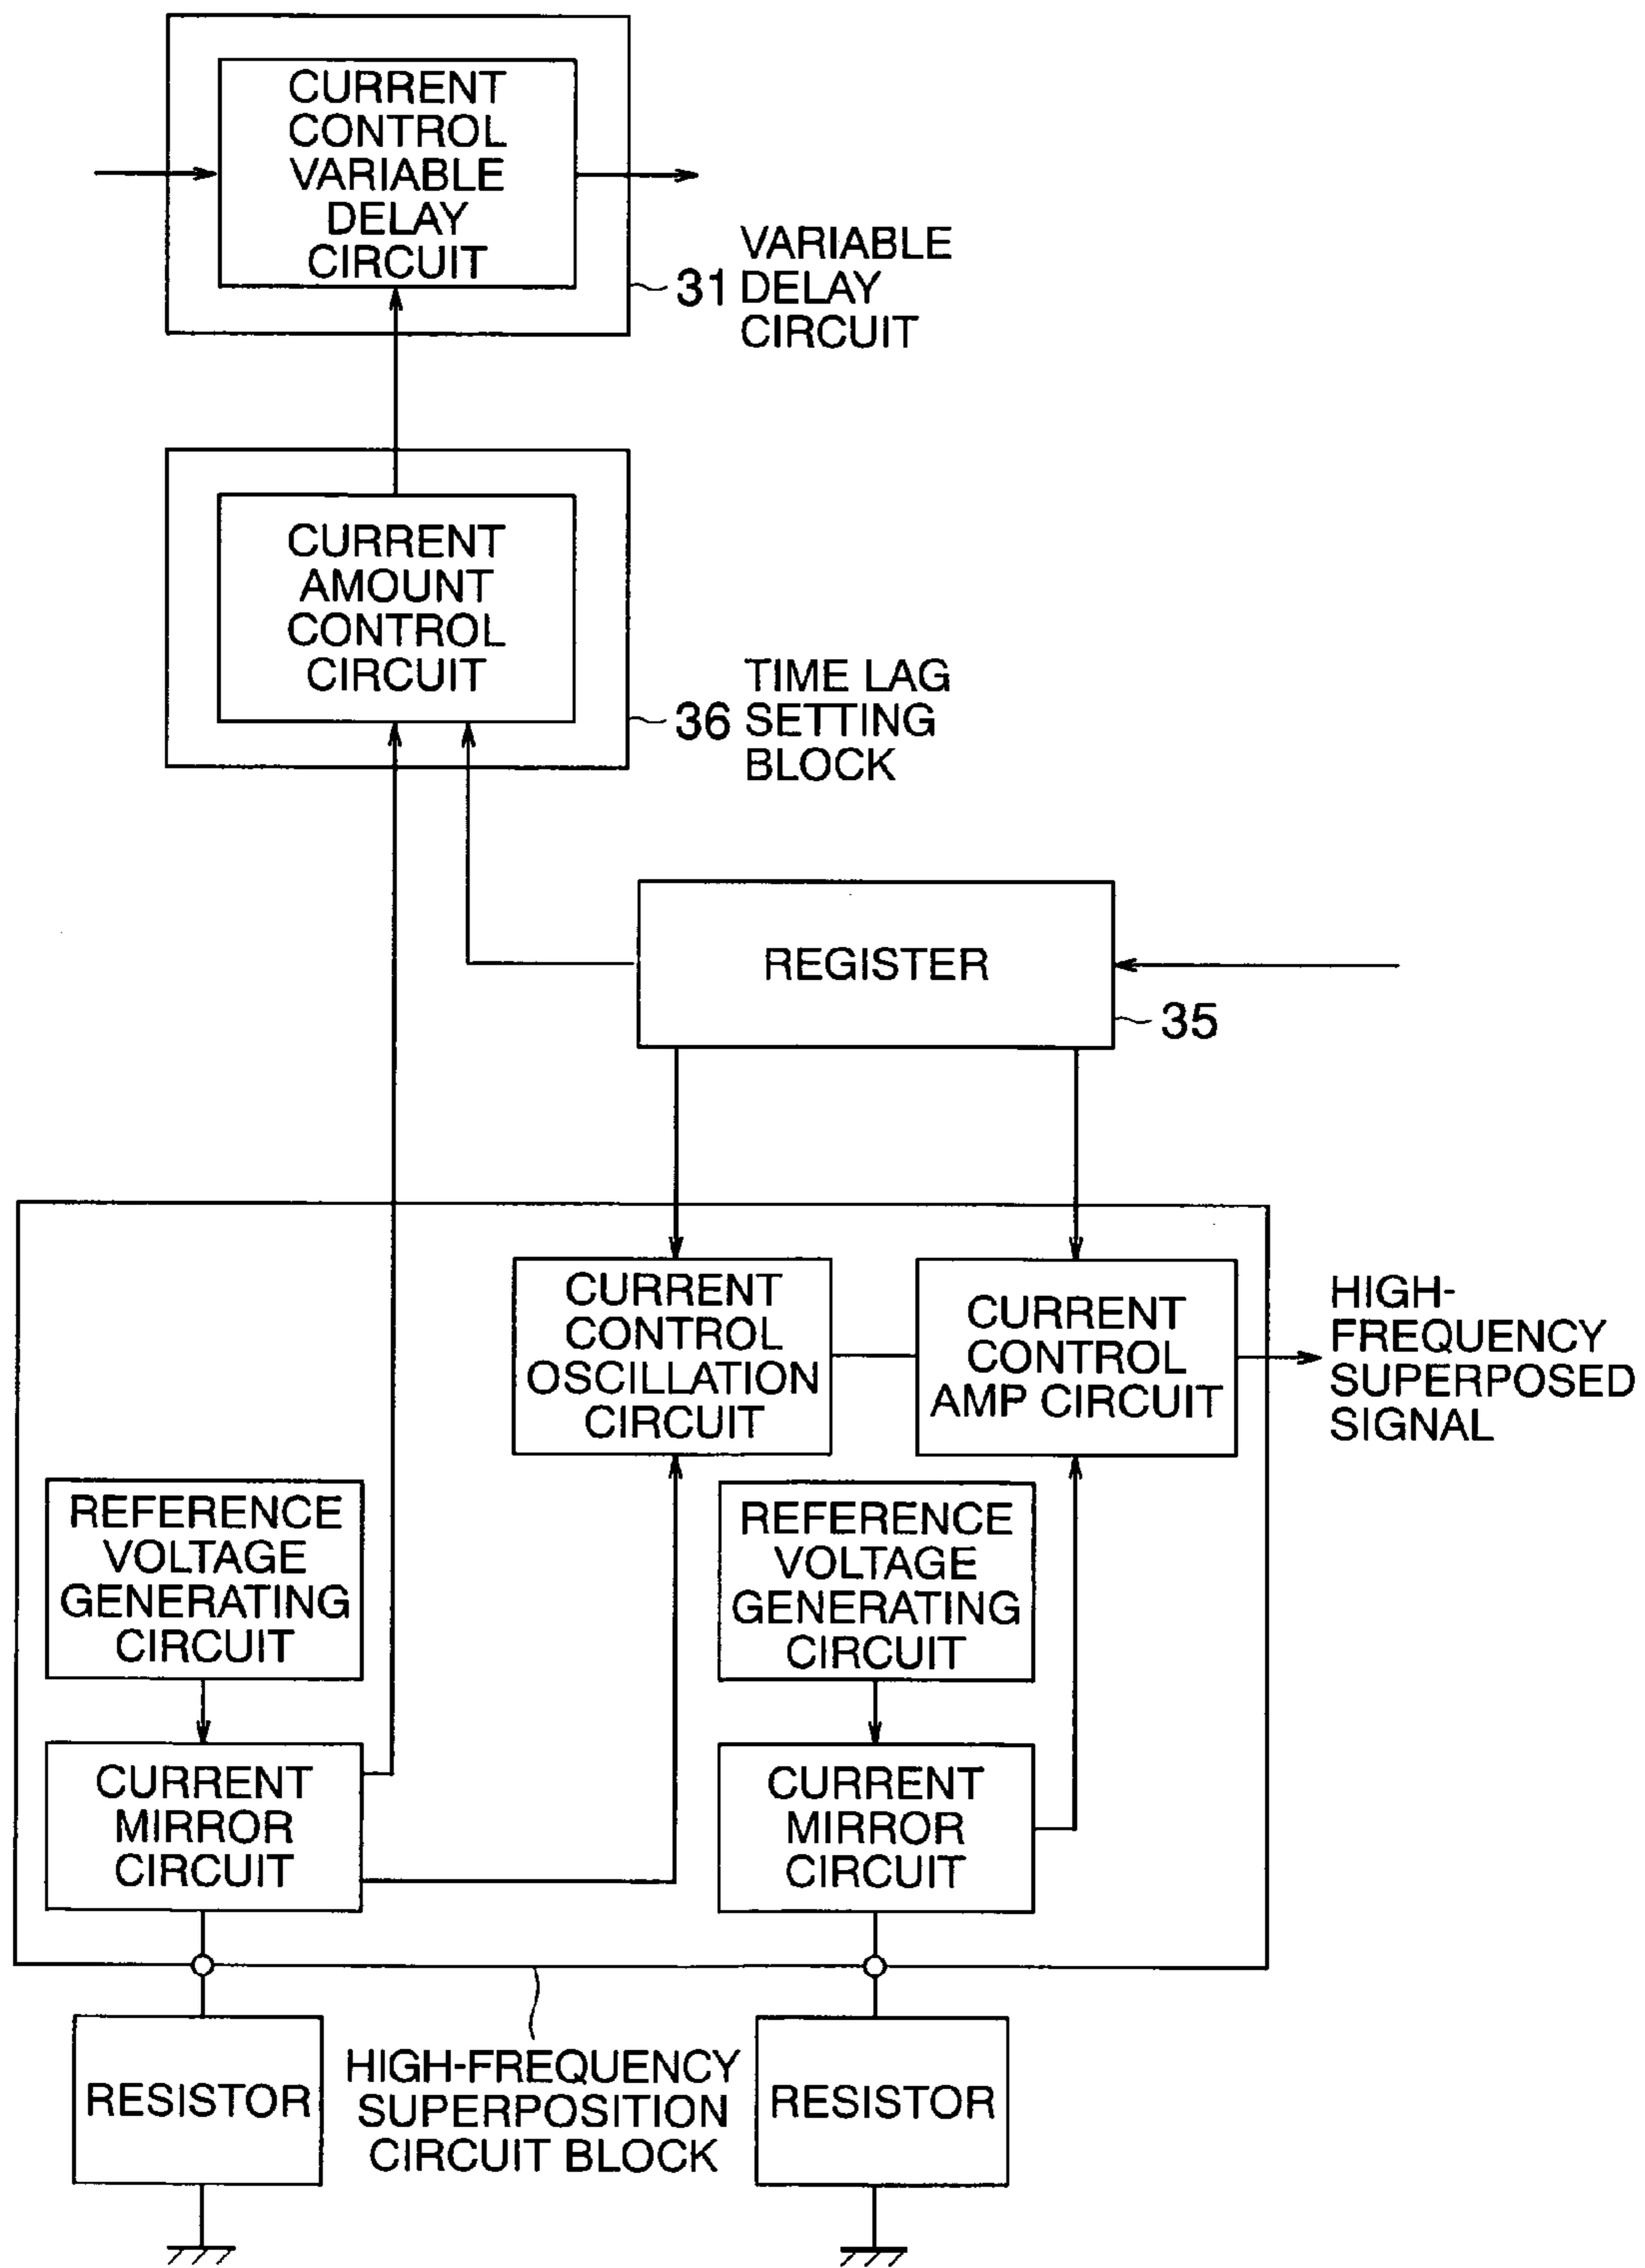 CURRENT
CONTROL
VARIABLE
DELAY
CIRCUIT
31
VARIABLE
DELAY
CIRCUIT
CURRENT
AMOUNT
CONTROL
CIRCUIT
36
TIME LAG
SETTING
BLOCK
REGISTER
35
CURRENT
CONTROL
OSCILLATION
CIRCUIT
CURRENT
CONTROL
AMP CIRCUIT
HIGH-
FREQUENCY
SUPERPOSED
SIGNAL
REFERENCE
VOLTAGE
GENERATING
CIRCUIT
REFERENCE
VOLTAGE
GENERATING
CIRCUIT
CURRENT
MIRROR
CIRCUIT
CURRENT
MIRROR
CIRCUIT
RESISTOR
HIGH-FREQUENCY
SUPERPOSITION
CIRCUIT BLOCK
RESISTOR